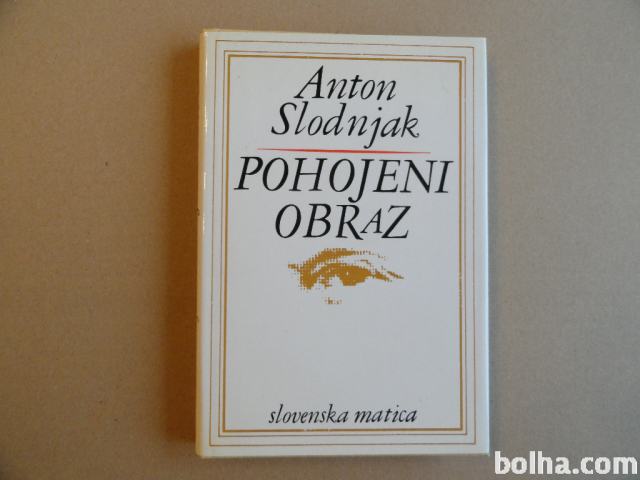 Anton
Slodnjak
POHOJENI
OBRAZ
slovenska matica
bolha.com